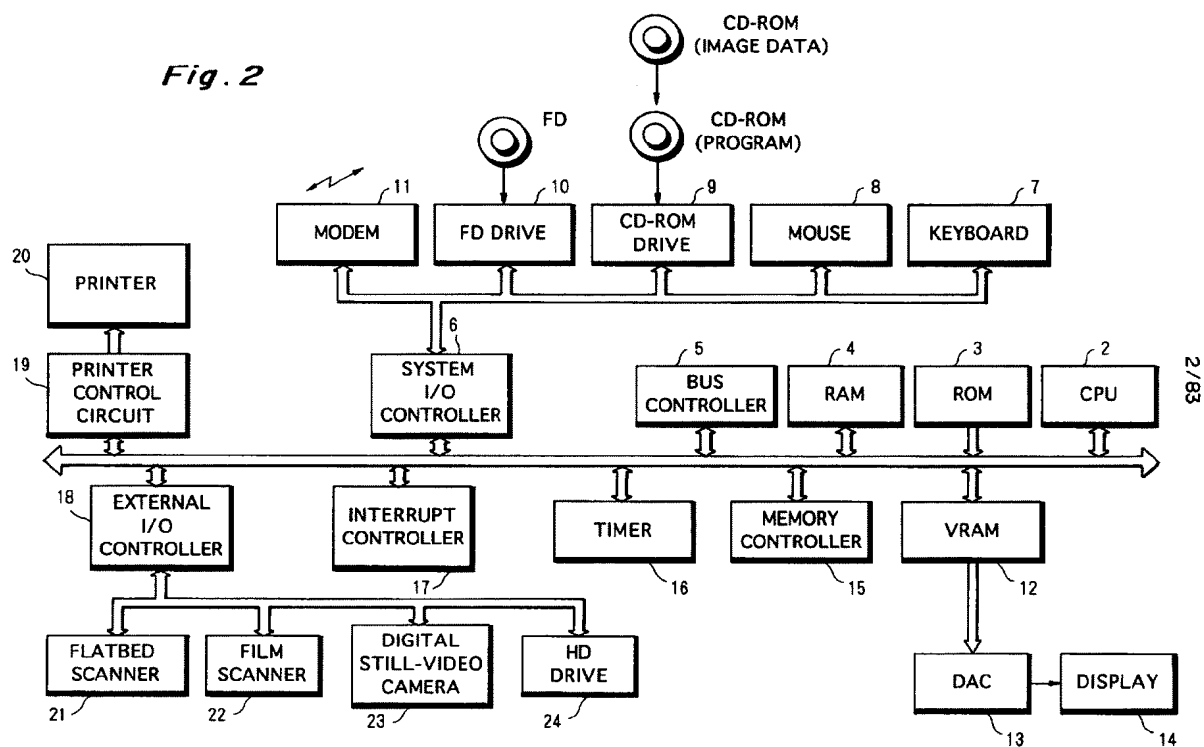 Fig. 2
CD-ROM
(IMAGE DATA)
FD
CD-ROM
(PROGRAM)
11
MODEM
10
FD DRIVE
9
CD-ROM
DRIVE
8
MOUSE
7
KEYBOARD
20
PRINTER
19
PRINTER
CONTROL
CIRCUIT
6
SYSTEM
I/O
CONTROLLER
5
BUS
CONTROLLER
4
RAM
3
ROM
2
CPU
2/83
18
EXTERNAL
I/O
CONTROLLER
INTERRUPT
CONTROLLER
17
TIMER
16
MEMORY
CONTROLLER
15
VRAM
12
FLATBED
SCANNER
21
FILM
SCANNER
22
DIGITAL
STILL-VIDEO
CAMERA
23
HD
DRIVE
24
DAC
13
DISPLAY
14